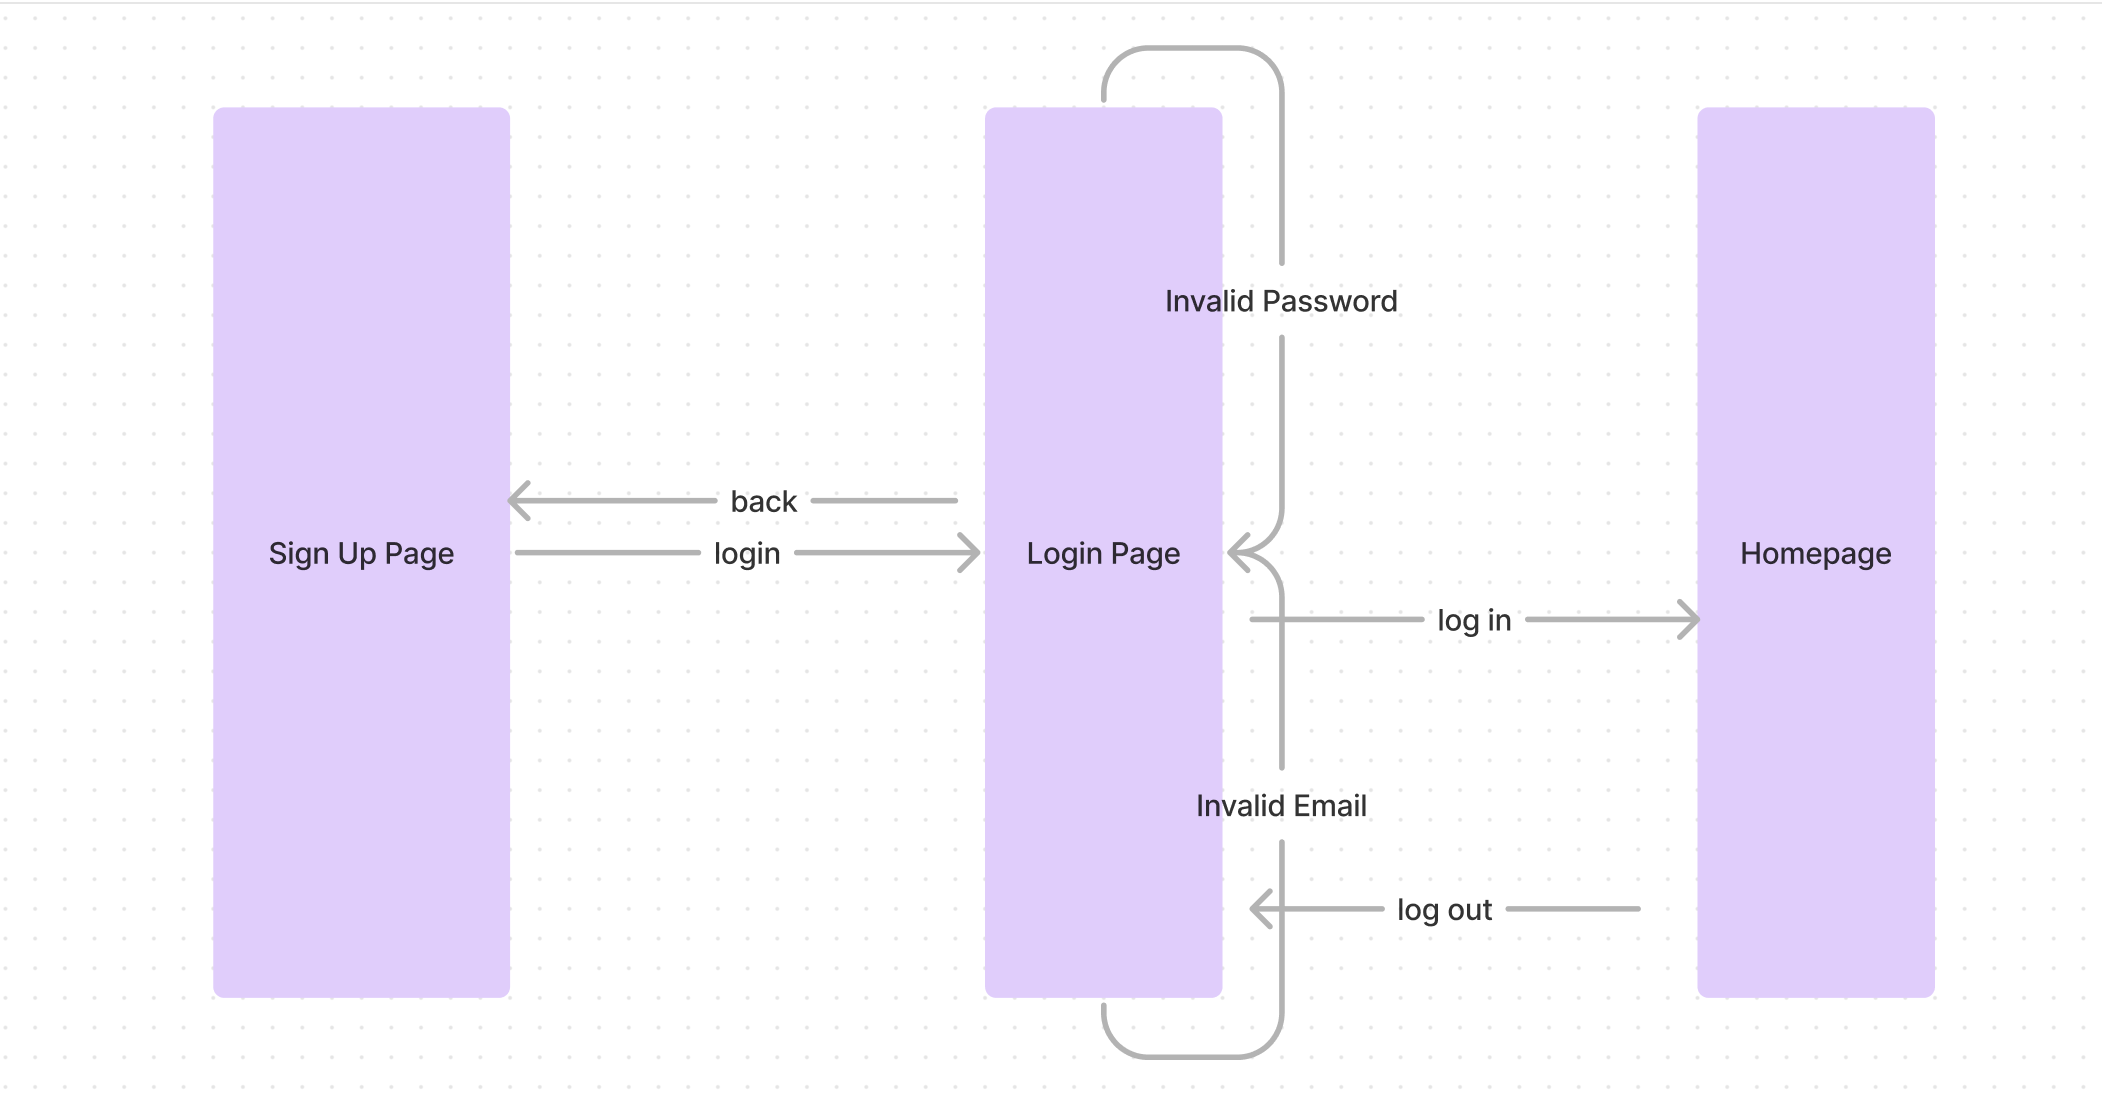 Invalid Password
back
Sign Up Page
login
Login Page
Homepage
log in
Invalid Email
log out